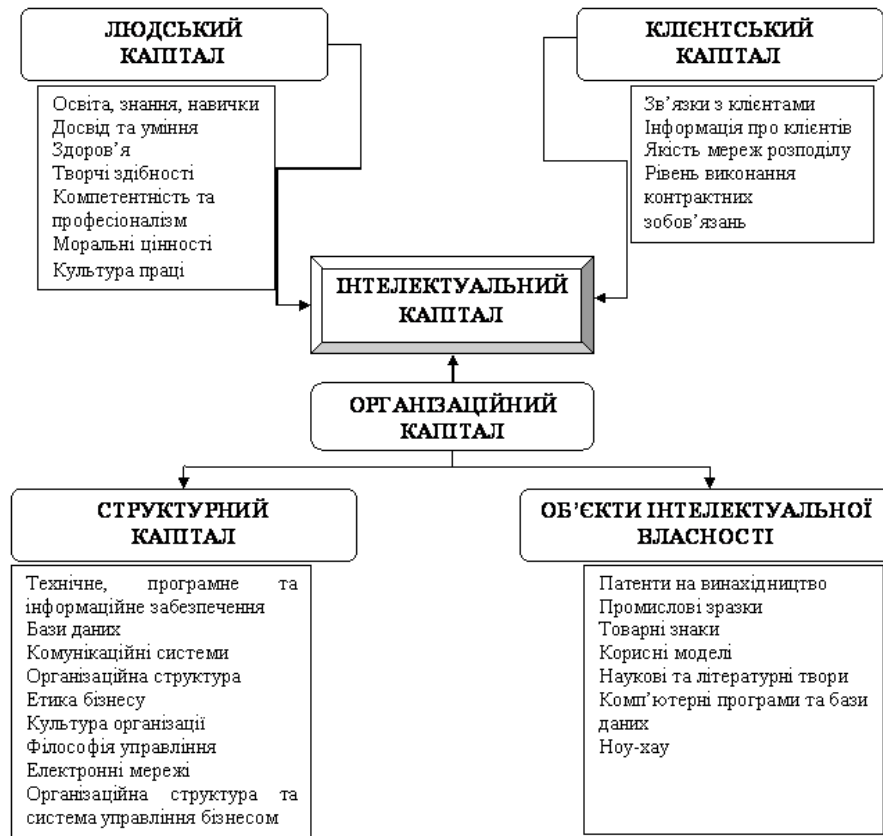 ЛЮДСЬКИЙ
КАПІТАЛ
Освіта, знання, навички
Досвід та уміння
Здоров’я
Творчі здібності
Компетентність та
професіоналізм
Моральні цінності
Культура праці
КЛІЄНТСЬКИЙ
КАПІТАЛ
Зв’язки з клієнтами
Інформація про клієнтів
Якість мереж розподілу
Рівень виконання
контрактних
зобов’язань
ІНТЕЛЕКТУАЛЬНИЙ
КАПІТАЛ
ОРГАНІЗАЦІЙНИЙ
КАПІТАЛ
СТРУКТУРНИЙ
КАПІТАЛ
Технічне, програмне та
інформаційне забезпечення
Бази даних
Комунікаційні системи
Організаційна структура
Етика бізнесу
Культура організації
Філософія управління
Електронні мережі
Організаційна структура та
система управління бізнесом
ОБ’ЄКТИ ІНТЕЛЕКТУАЛЬНОЇ
ВЛАСНОСТІ
Патенти на винахідництво
Промислові зразки
Товарні знаки
Корисні моделі
Наукові та літературні твори
Комп’ютерні програми та бази
даних
Ноу-хау